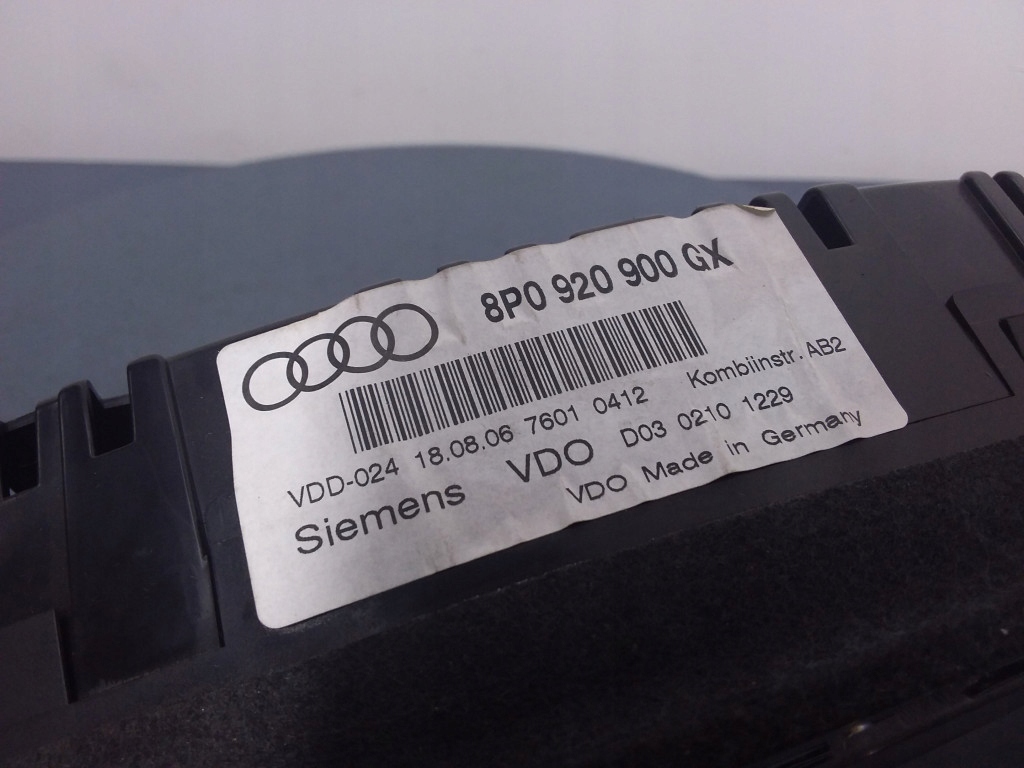 8P0 920 900 GX
VDD-024 18.08.06 7601 0412 Kombiinstr. AB2
Siemens VDO D03 0210 1229
VDO Made in Germany